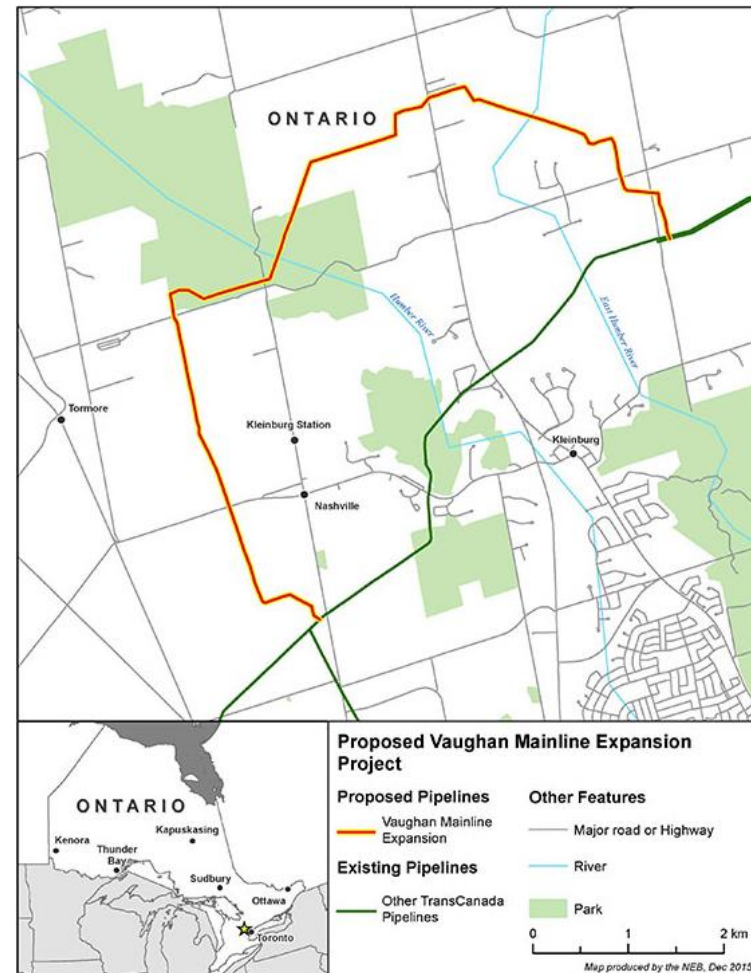 ONTARIO
Humber River
East Humber River
Tormore
Kleinburg Station
Kleinburg
Nashville
ONTARIO
Kenora
Thunder
Bay
Kapuskasing
Sudbury
Ottawa
Toronto
Proposed Vaughan Mainline Expansion
Project
Proposed Pipelines
Vaughan Mainline
Expansion
Existing Pipelines
Other TransCanada
Pipelines
Other Features
Major road or Highway
River
Park
0 1 2 km
Map produced by the NEB, Dec 2013